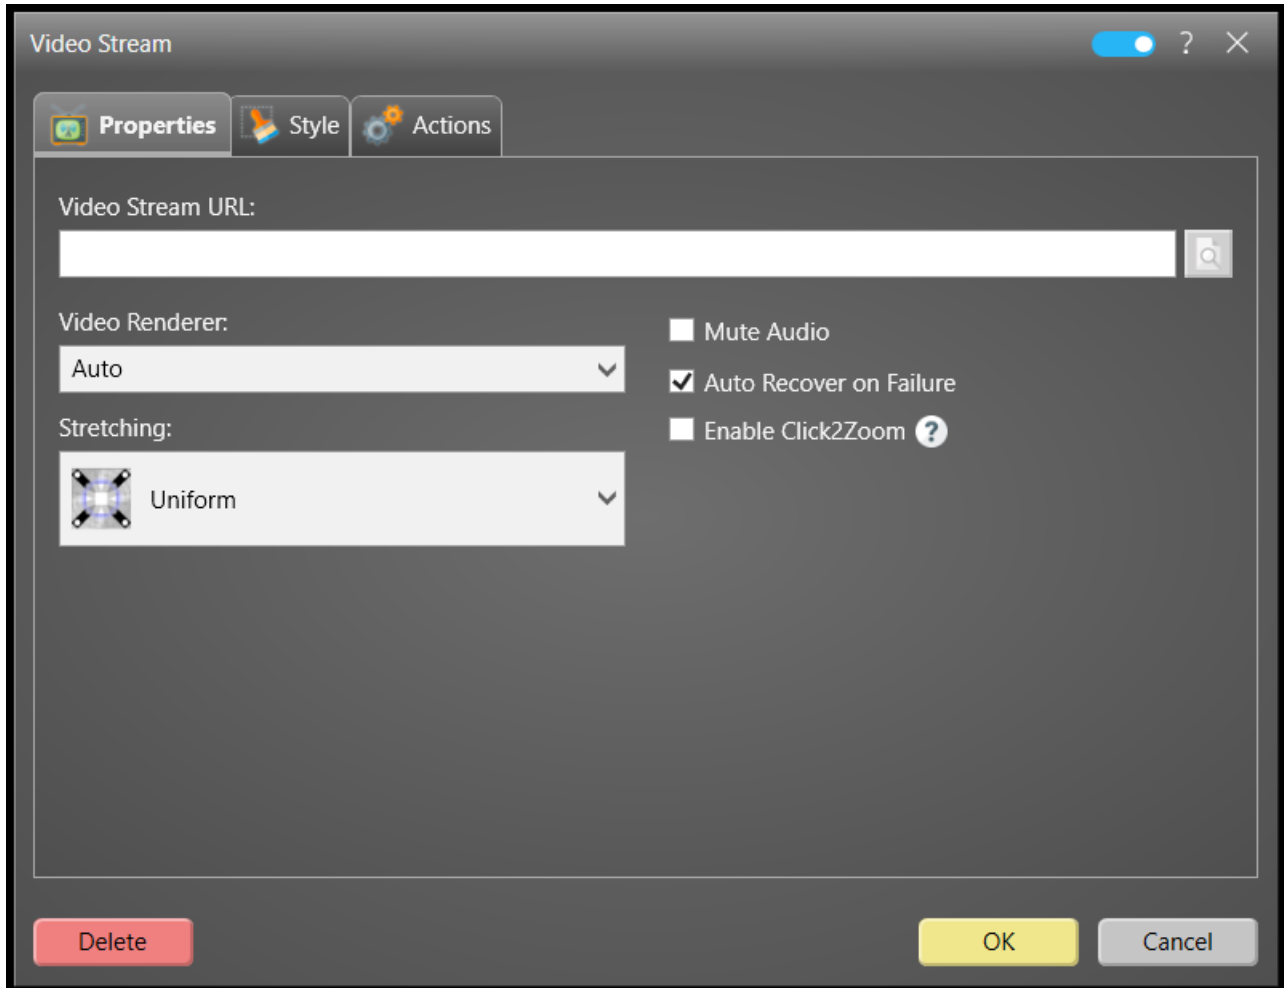 Video Stream
?
Properties
Style
Actions
Video Stream URL:
Video Renderer:
Auto
Mute Audio
Auto Recover on Failure
Stretching:
Enable Click2Zoom ?
Uniform
Delete
OK
Cancel